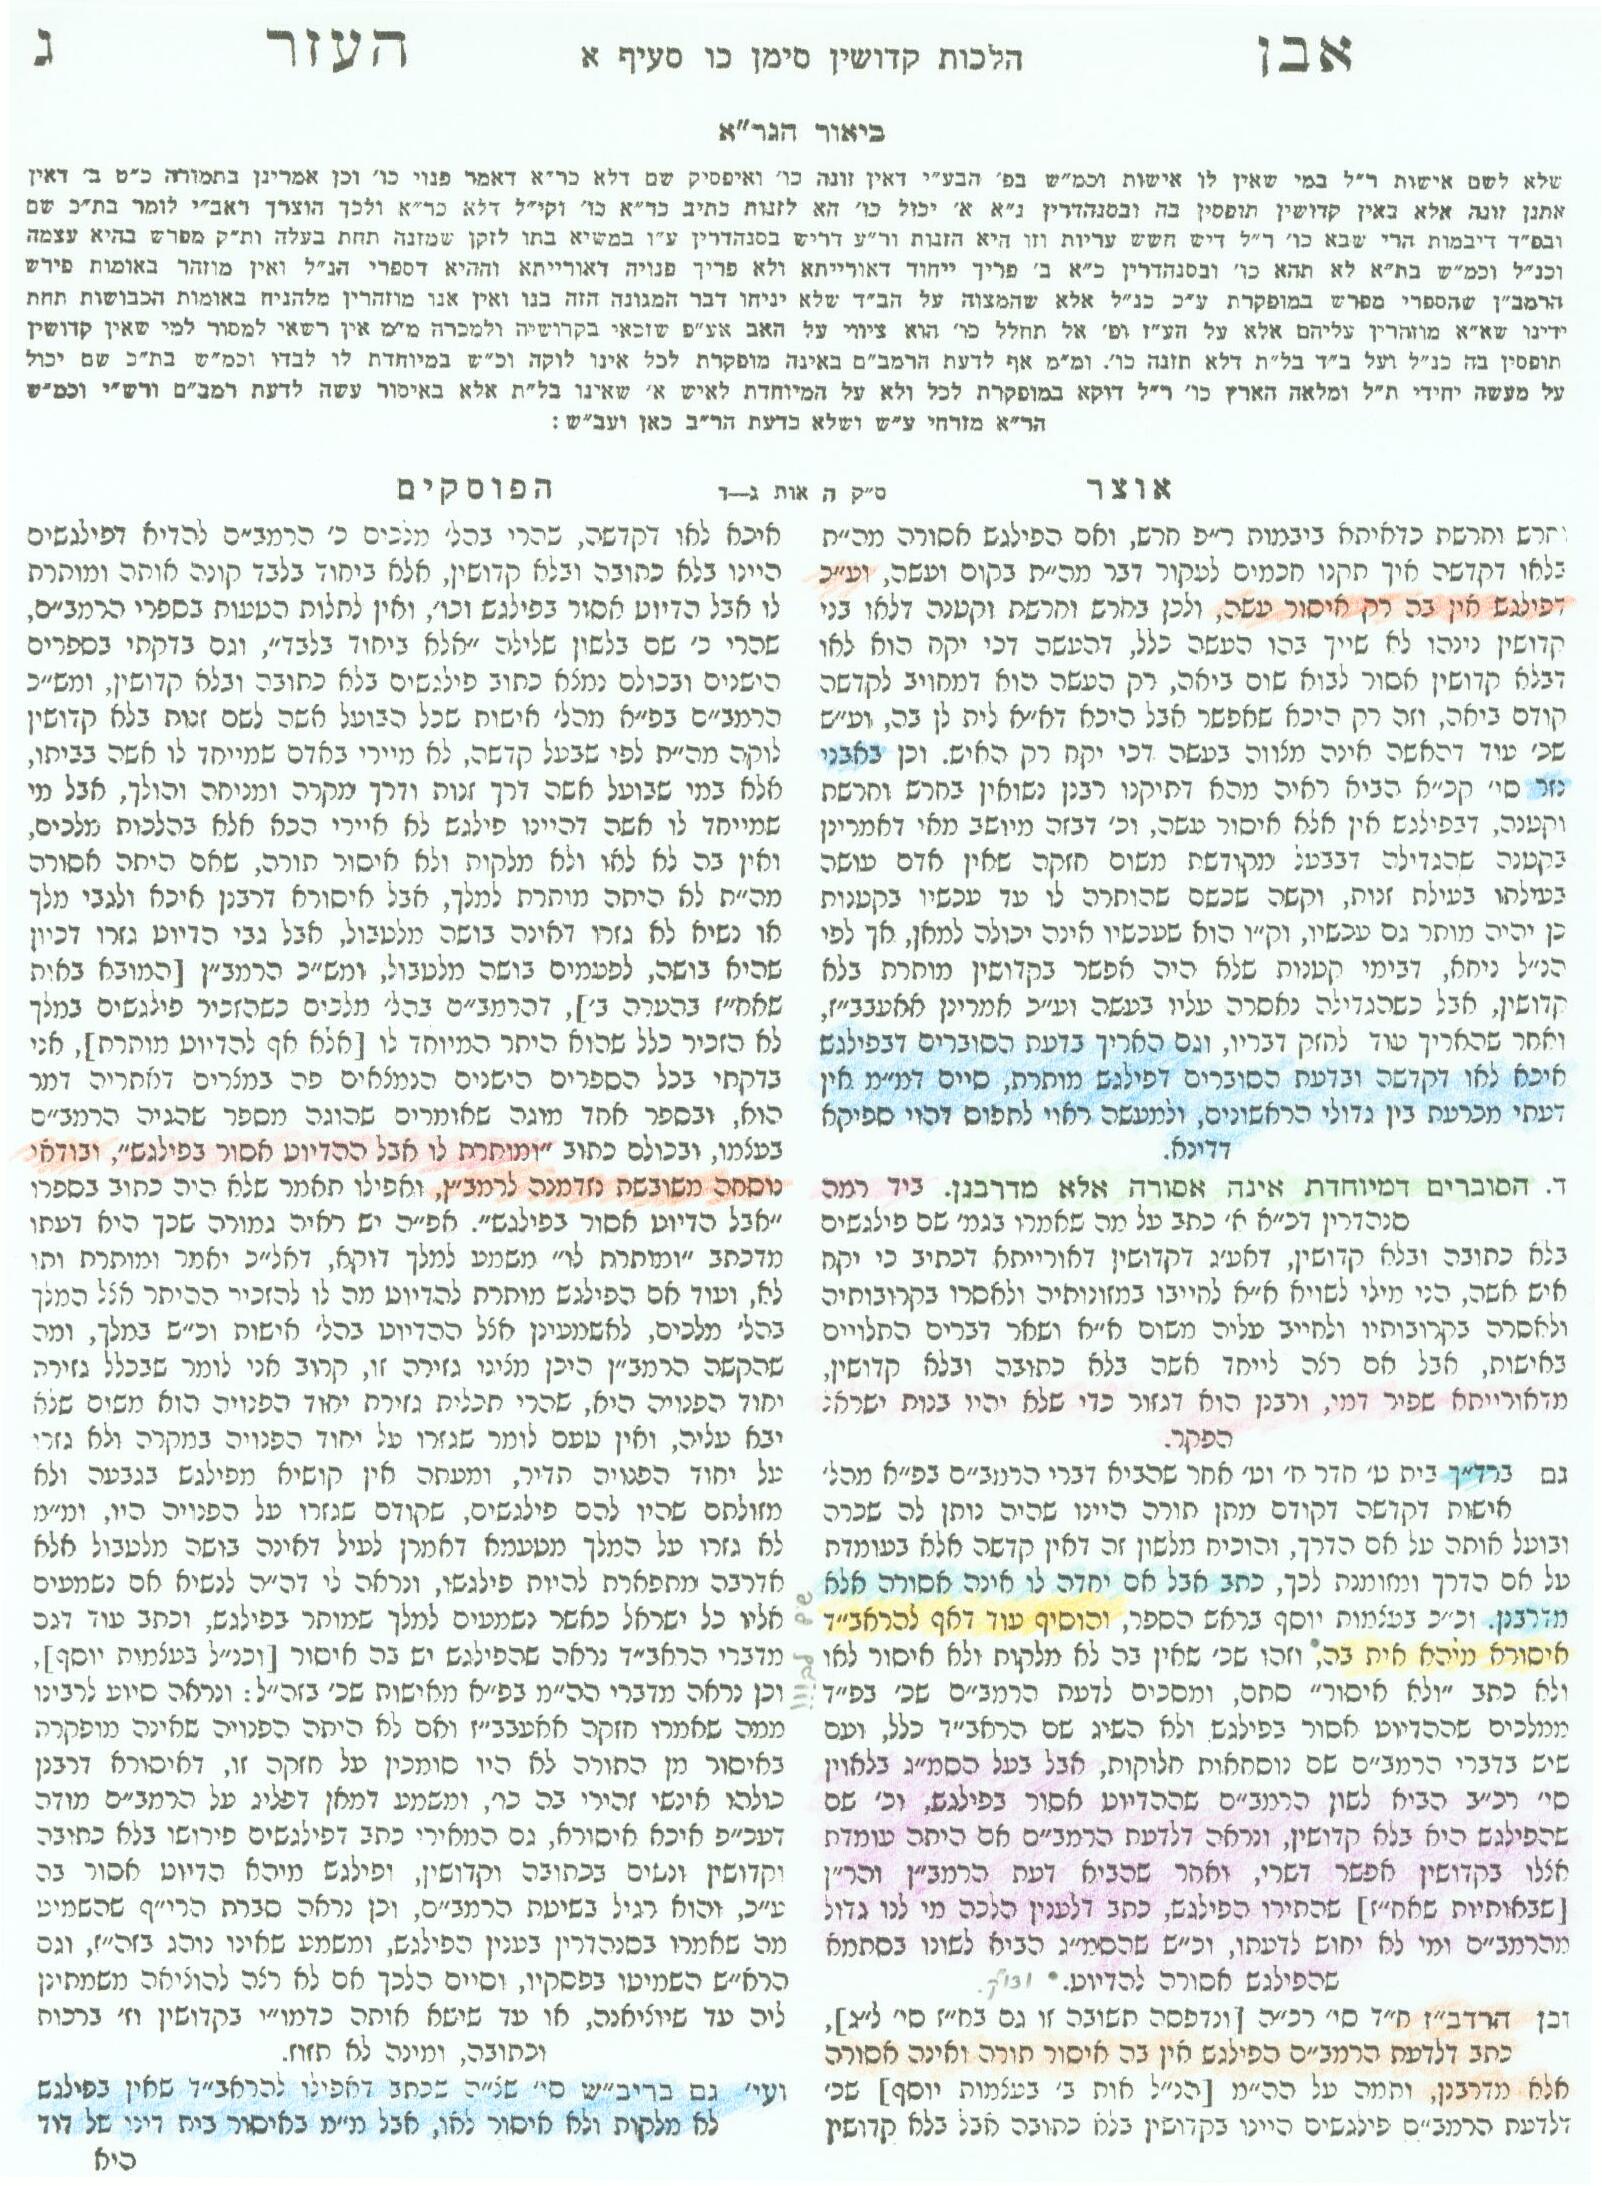 אבן
הלכות קדושין סימן כו סעיף א
העזר
ג
ביאור הגר"א
שלא לשם אישות ר"ל במי שאין לו אישות וכמ"ש בפ' הבע"י דאין זונה כו' ואיפסיק שם דלא כר"א דאמר פנוי כו' וכן אמרינן בתמורה כ"ט ב' דאין
אתנן זונה אלא באין קדושין תופסין בה ובסנהדרין נ"א א' יכול כו' הא לזנות כתיב כר"א כו' וקי"ל דלא כר"א ולכך הוצרך ראב"י לומר בת"כ שם
ובפ"ד דיבמות הרי שבא כו' ר"ל דיש חשש עריות וזו היא הזנות ור"ע דריש בסנהדרין ע"ו במשיא בתו לזקן שמזנה תחת בעלה ות"ק מפרש בהיא עצמה
וכנ"ל וכמ"ש בת"א לא תהא כו' ובסנהדרין כ"א ב' פריך ייחוד דאורייתא ולא פריך פנויה דאורייתא וההיא דספרי הנ"ל ואין מוזהר באומות פירש
הרמב"ן שהספרי מפרש במופקרת ע"כ כנ"ל אלא שהמצוה על הב"ד שלא יניחו דבר המגונה הזה בנו ואין אנו מוזהרין מלהניח באומות הכבושות תחת
ידינו שא"א מוזהרין עליהם אלא על הע"ז ופ' אל תחלל כו' הוא ציווי על האב אע"פ שזכאי בקדושיה ולמכרה מ"מ אין רשאי למסור למי שאין קדושין
תופסין בה כנ"ל ועל ב"ד בל"ת דלא תזנה כו'. ומ"מ אף לדעת הרמב"ם באינה מופקרת לכל אינו לוקה וכ"ש במיוחדת לו לבדו וכמ"ש בת"כ שם יכול
על מעשה יחידי ת"ל ומלאה הארץ כו' ר"ל דוקא במופקרת לכל ולא על המיוחדת לאיש א' שאינו בל"ת אלא באיסור עשה לדעת רמב"ם ורש"י וכמ"ש
הר"א מזרחי ע"ש ושלא כדעת הר"ב כאן ועב"ש:
אוצר
ס"ק ה אות ג–ד
הפוסקים
וחרש וחרשת כדאיתא ביבמות ר"פ חרש, ואם הפילגש אסורה מה"ת
בלאו דקדשה איך תקנו חכמים לעקור דבר מה"ת בקום ועשה, וע"כ
דפילגש אין בה רק איסור עשה, ולכן בחרש וחרשת וקטנה דלאו בני
קדושין נינהו לא שייך בהו העשה כלל, דהעשה דכי יקח הוא לאו
דבלא קדושין אסור לבוא שום ביאה, רק העשה הוא דמחויב לקדשה
קודם ביאה, וזה רק היכא שאפשר אבל היכא דא"א לית לן בה, וע"ש
שכ' עוד דהאשה אינה מצווה בעשה דכי יקח רק האיש. וכן באבני
נזר סי' קכ"א הביא ראיה מהא דתיקנו רבנן נשואין בחרש וחרשת
וקטנה, דבפילגש אין אלא איסור עשה, וכ' דבזה מיושב מאי דאמרינן
בקטנה שהגדילה דבבעל מקודשת משום חזקה שאין אדם עושה
בעילתו בעילת זנות, וקשה שכשם שהותרה לו עד עכשיו בקטנות
כן יהיה מותר גם עכשיו, וק"ו הוא שעכשיו אינה יכולה למאן, אך לפי
הנ"ל ניחא, דבימי קטנות שלא היה אפשר בקדושין מותרת בלא
קדושין, אבל כשהגדילה נאסרה עליו בעשה וע"כ אמרינן אאעבב"ז,
ואחר שהאריך עוד לחזק דבריו, וגם האריך בדעת הסוברים דבפילגש
איכא לאו דקדשה ובדעת הסוברים דפילגש מותרת, סיים דמ"מ אין
דעתי מכרעת בין גדולי הראשונים, ולמעשה ראוי לתפוס דהוי ספיקא
דדינא.
ד. הסוברים דמיוחדת אינה אסורה אלא מדרבנן. ביד רמה
סנהדרין דכ"א א' כתב על מה שאמרו בגמ' שם פילגשים
בלא כתובה ובלא קדושין, דאע"ג דקדושין דאורייתא דכתיב כי יקח
איש אשה, הני מילי לשויא א"א לחייבו במזונותיה ולאסרו בקרובותיה
ולאסרה בקרובותיו ולחייב עליה משום א"א ושאר דברים התלויים
באישות, אבל אם רצה לייחד אשה בלא כתובה ובלא קדושין,
מדאורייתא שפיר דמי, ורבנן הוא דגזור כדי שלא יהיו בנות ישראל
הפקר.
גם ברד"ך בית ט' חדר ח' וט' אחר שהביא דברי הרמב"ם בפ"א מהל'
אישות דקדשה דקודם מתן תורה היינו שהיה נותן לה שכרה
ובועל אותה על אם הדרך, והוכיח מלשון זה דאין קדשה אלא בעומדת
על אם הדרך ומזומנת לכך, כתב אבל אם יחדה לו אינה אסורה אלא
מדרבנן. וכ"כ בעצמות יוסף בראש הספר, והוסיף עוד דאף להראב"ד
איסורא מיהא אית בה, וזהו שכ' שאין בה לא מלקות ולא איסור לאו
ולא כתב "ולא איסור" סתם, ומסכים לדעת הרמב"ם שכ' בפ"ד
ממלכים שההדיוט אסור בפילגש ולא השיג שם הראב"ד כלל, ועם
שיש בדברי הרמב"ם שם נוסחאות חלוקות, אבל בעל הסמ"ג בלאוין
סי' רכ"ב הביא לשון הרמב"ם שההדיוט אסור בפילגש, וכ' שם
שהפילגש היא בלא קדושין, ונראה דלדעת הרמב"ם אם היתה עומדת
אצלו בקדושין אפשר דשרי, ואחר שהביא דעת הרמב"ן והר"ן
[שבאותיות שאח"ז] שהתירו הפילגש, כתב דלענין הלכה מי לנו גדול
מהרמב"ם ומי לא יחוש לדעתו, וכ"ש שהסמ"ג הביא לשונו בסתמא
שהפילגש אסורה להדיוט.
וכן הרדב"ז ח"ד סי' רכ"ה [ונדפסה תשובה זו גם בח"ז סי' ל"ג],
כתב דלדעת הרמב"ם הפילגש אין בה איסור תורה ואינה אסורה
אלא מדרבנן, ותמה על הה"מ [הנ"ל אות ב' בעצמות יוסף] שכ'
דלדעת הרמב"ם פילגשים היינו בקדושין בלא כתובה אבל בלא קדושין
איכא לאו דקדשה, שהרי בהל' מלכים כ' הרמב"ם להדיא דפילגשים
היינו בלא כתובה ובלא קדושין, אלא ביחוד בלבד קונה אותה ומותרת
לו אבל הדיוט אסור בפילגש וכו', ואין לתלות הטעות בספרי הרמב"ם,
שהרי כ' שם בלשון שלילה "אלא ביחוד בלבד", וגם בדקתי בספרים
הישנים ובכולם נמצא כתוב פילגשים בלא כתובה ובלא קדושין, ומש"כ
הרמב"ם בפ"א מהל' אישות שכל הבועל אשה לשם זנות בלא קדושין
לוקה מה"ת לפי שבעל קדשה, לא מיירי באדם שמייחד לו אשה בביתו,
אלא במי שבועל אשה דרך זנות ודרך מקרה ומניחה והולך, אבל מי
שמייחד לו אשה דהיינו פילגש לא איירי הכא אלא בהלכות מלכים,
ואין בה לא לאו ולא מלקות ולא איסור תורה, שאם היתה אסורה
מה"ת לא היתה מותרת למלך, אבל איסורא דרבנן איכא ולגבי מלך
או נשיא לא גזרו דאינה בושה מלטבול, אבל גבי הדיוט גזרו דכיון
שהיא בושה, לפעמים בושה מלטבול, ומש"כ הרמב"ן [המובא באות
שאח"ז בהערה ב'], דהרמב"ם בהל' מלכים כשהזכיר פילגשים במלך
לא הזכיר כלל שהוא היתר המיוחד לו [אלא אף להדיוט מותרת], אני
בדקתי בכל הספרים הישנים הנמצאים פה במצרים דאתריה דמר
הוא, ובספר אחד מוגה שאומרים שהוגה מספר שהגיה הרמב"ם
בעצמו, ובכולם כתוב "ומותרת לו אבל ההדיוט אסור בפילגש", ובודאי
נוסחה משובשת נזדמנה לרמב"ן, ואפילו תאמר שלא היה כתוב בספרו
"אבל הדיוט אסור בפילגש". אפ"ה יש ראיה גמורה שכך היא דעתו
מדכתב "ומותרת לו" משמע למלך דוקא, דאל"כ יאמר ומותרת ותו
לא, ועוד אם הפילגש מותרת להדיוט מה לו להזכיר ההיתר אצל המלך
בהל' מלכים, לאשמעינן אצל ההדיוט בהל' אישות וכ"ש במלך, ומה
שהקשה הרמב"ן היכן מצינו גזירה זו, קרוב אני לומר שבכלל גזירת
יחוד הפנויה היא, שהרי תכלית גזירת יחוד הפנויה הוא משום שלא
יבא עליה, ואין טעם לומר שגזרו על יחוד הפנויה במקרה ולא גזרו
על יחוד הפנויה תדיר, ומעתה אין קושיא מפילגש בגבעה ולא
מזולתם שהיו להם פילגשים, שקודם שגזרו על הפנויה היו, ומ"מ
לא גזרו על המלך מטעמא דאמרן לעיל דאינה בושה מלטבול אלא
אדרבה מתפארת להיות פילגשו, ונראה לי דה"ה לנשיא אם נשמעים
אליו כל ישראל כאשר נשמעים למלך שמותר בפילגש, וכתב עוד דגם
מדברי הראב"ד נראה שהפילגש יש בה איסור [וכנ"ל בעצמות יוסף],
וכן נראה מדברי הה"מ בפ"א מאישות שכ' בזה"ל: ונראה סיוע לרבינו
ממה שאמרו חזקה אאעבב"ז ואם לא היתה הפנויה שאינה מופקרת
באיסור מן התורה לא היו סומכין על חזקה זו, דאיסורא דרבנן
כולהו אינשי זהירי בה כו', ומשמע דמאן דפליג על הרמב"ם מודה
דעכ"פ איכא איסורא, גם המאירי כתב דפילגשים פירושו בלא כתובה
וקדושין ונשים בכתובה וקדושין, ופילגש מיהא הדיוט אסור בה
ע"כ, והוא רגיל בשיטת הרמב"ם, וכן נראה סברת הרי"ף שהשמיט
מה שאמרו בסנהדרין בענין הפילגש, ומשמע שאינו נוהג בזה"ז, וגם
הרא"ש השמיטו בפסקיו, וסיים הלכך אם לא רצה להוציאה משמתינן
ליה עד שיוציאנה, או עד שישא אותה כדמו"י בקדושין וז' ברכות
וכתובה, ומינה לא תזוז.
ועי' גם בריב"ש סי' שצ"ה שכתב דאפילו להראב"ד שאין בפילגש
לא מלקות ולא איסור לאו, אבל מ"מ באיסור בית דינו של דוד
היא